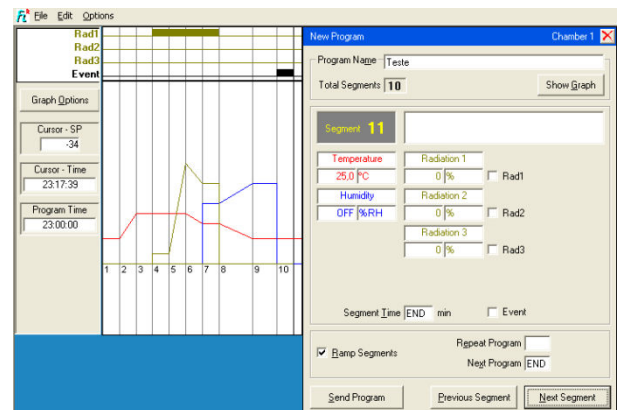 File Edit Options
Rad1
Rad2
Rad3
Event
Graph Options
Cursor - SP
-34
Cursor - Time
23:17:39
Program Time
23:00:00
1 2 3 4 5 6 7 8 9 10
New Program Chamber 1
Program Name Teste
Total Segments 10 Show Graph
Segment 11
Temperature Radiation 1
25,0 °C 0 % Rad1
Humidity Radiation 2
OFF %RH 0 % Rad2
Radiation 3
0 % Rad3
Segment Time END min Event
Ramp Segments
Repeat Program
Next Program END
Send Program Previous Segment Next Segment